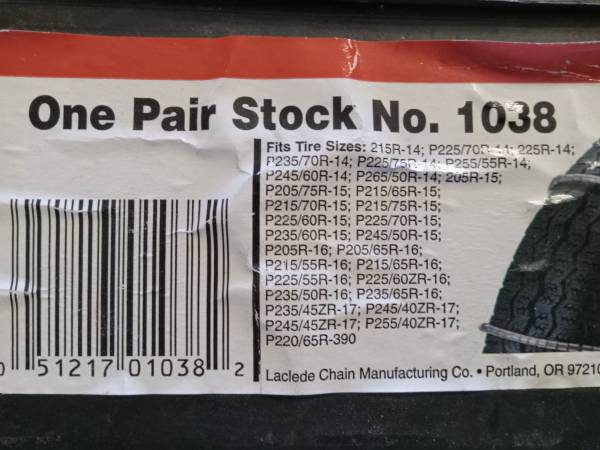 One Pair Stock No. 1038
Fits Tire Sizes: 215R-14; P225/70R-14; 225R-14;
P235/70R-14; P225/75R-14; P255/55R-14;
P245/60R-14; P265/50R-14; 205R-15;
P205/75R-15; P215/65R-15;
P215/70R-15; P215/75R-15;
P225/60R-15; P225/70R-15;
P235/60R-15; P245/50R-15;
P205R-16; P205/65R-16;
P215/55R-16; P215/65R-16;
P225/55R-16; P225/60ZR-16;
P235/50R-16; P235/65R-16;
P235/45ZR-17; P245/40ZR-17;
P245/45ZR-17; P255/40ZR-17;
P220/65R-390
0 51217 01038 2
Laclede Chain Manufacturing Co. • Portland, OR 97210